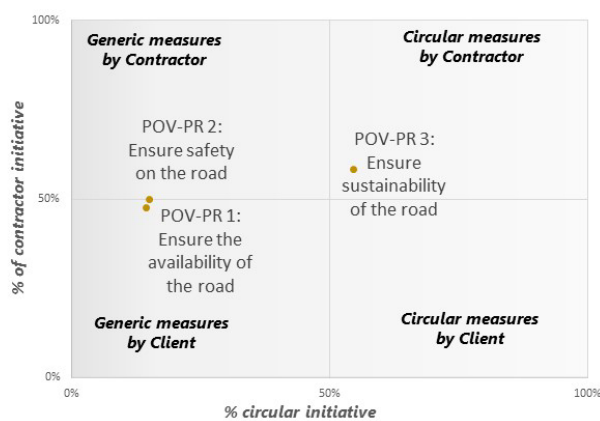 100%
Generic measures
by Contractor
Circular measures
by Contractor
POV-PR 2:
Ensure safety
on the road
POV-PR 3:
Ensure
sustainability
of the road
50%
POV-PR 1:
Ensure the
availability of
the road
Generic measures
by Client
Circular measures
by Client
0%
0%
50%
100%
% circular initiative
% of contractor initiative